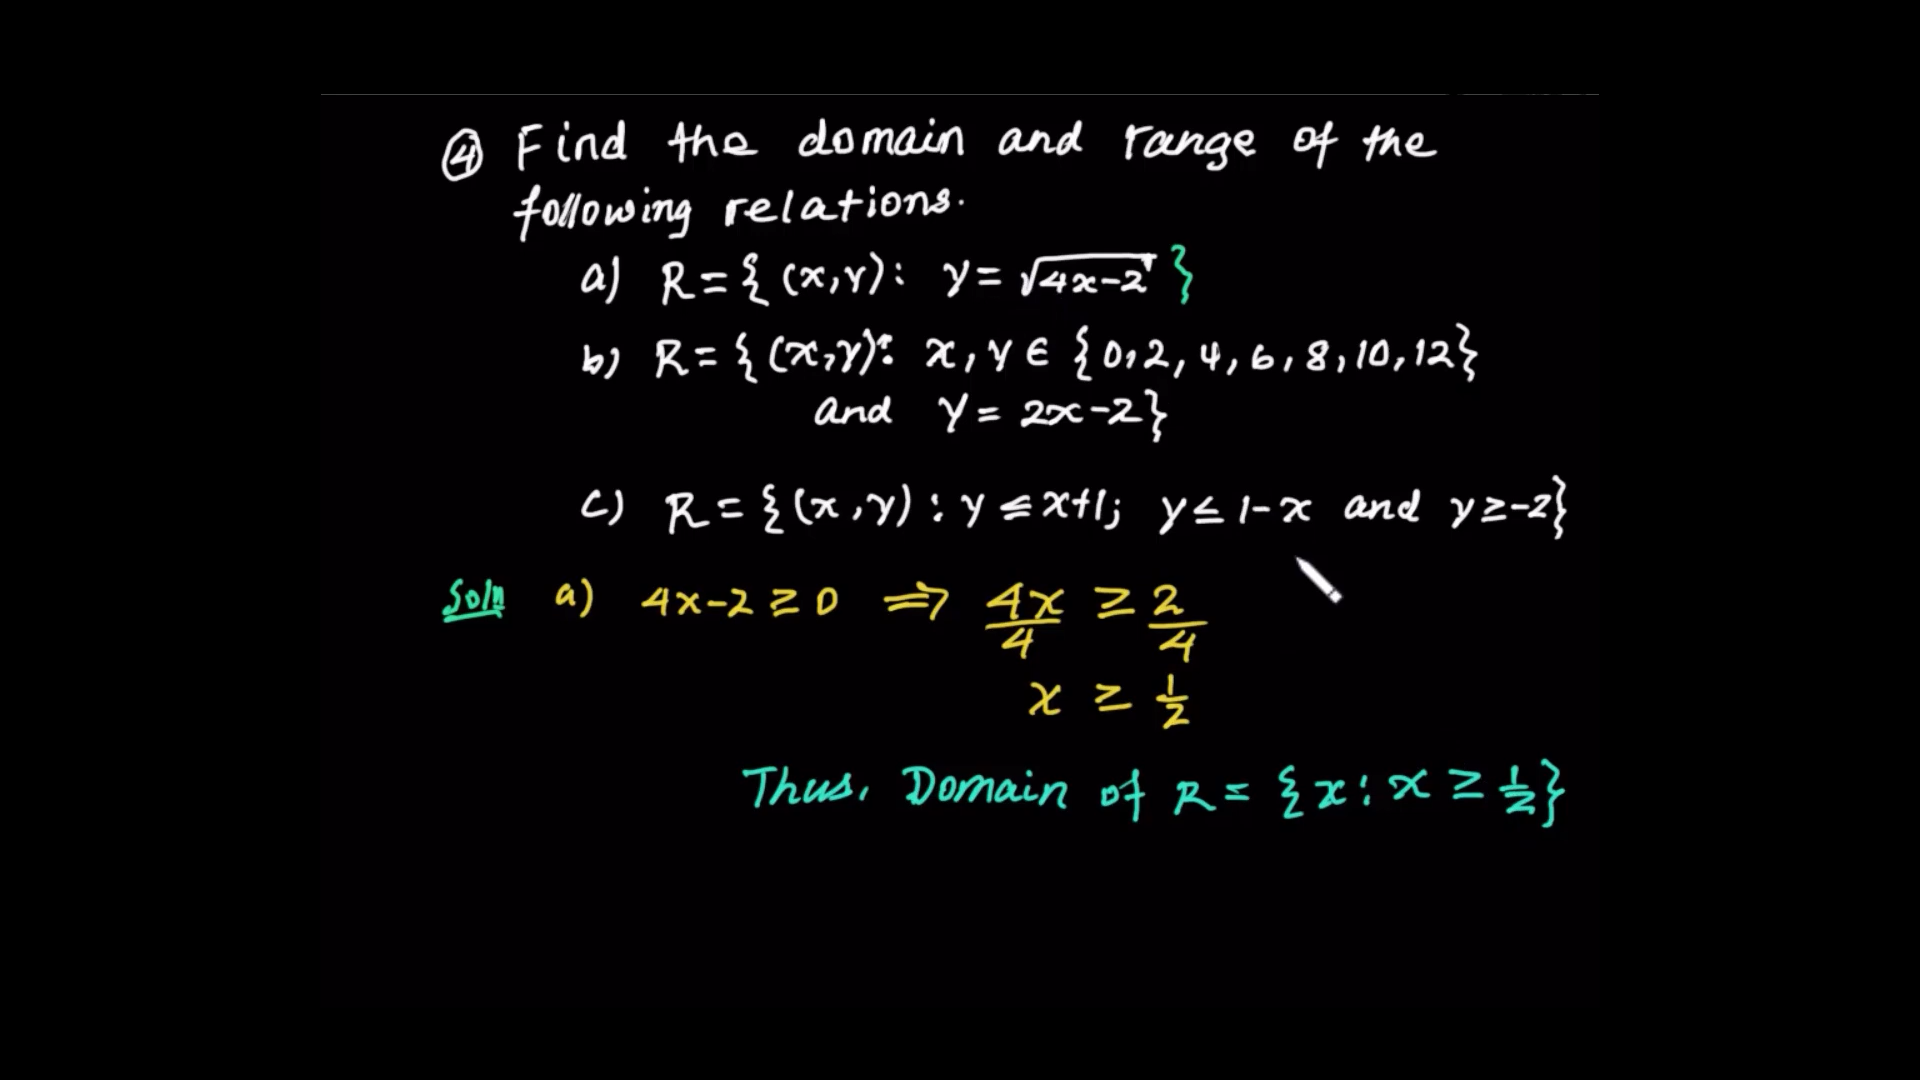 ④ Find the domain and range of the
following relations.
a) R = { (x,y): y = √4x-2 }
b) R = { (x,y): x, y ∈ {0,2,4,6,8,10,12}
and y = 2x-2}
c) R = {(x,y) : y ≤ x+1; y ≤ 1-x and y ≥ -2}
Soln a) 4x-2 ≥ 0 ⇒ 4x/4 ≥ 2/4
x ≥ 1/2
Thus, Domain of R = {x: x ≥ 1/2}